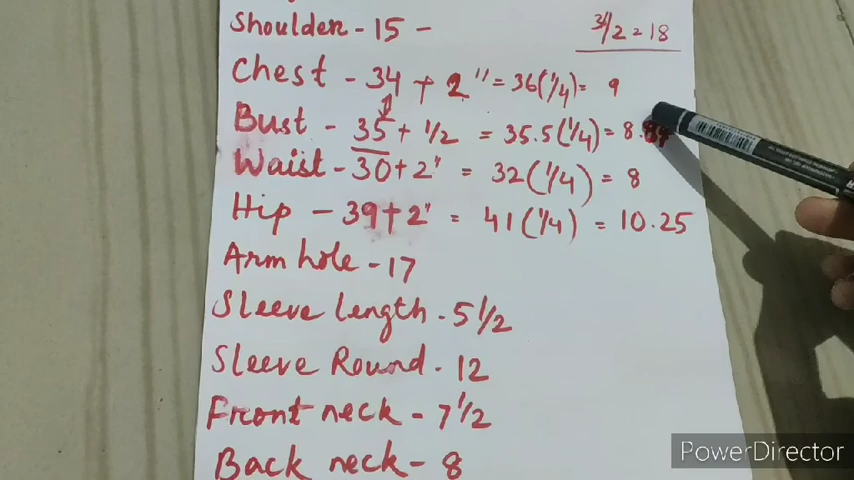 Shoulder - 15 -
3/2 = 18
Chest - 34 + 2" = 36(1/4) = 9
Bust - 35 + 1/2 = 35.5(1/4) = 8.
Waist - 30 + 2" = 32(1/4) = 8
Hip - 39 + 2" = 41(1/4) = 10.25
Arm hole - 17
Sleeve length - 5 1/2
Sleeve Round - 12
Front neck - 7 1/2
Back neck - 8
PowerDirector